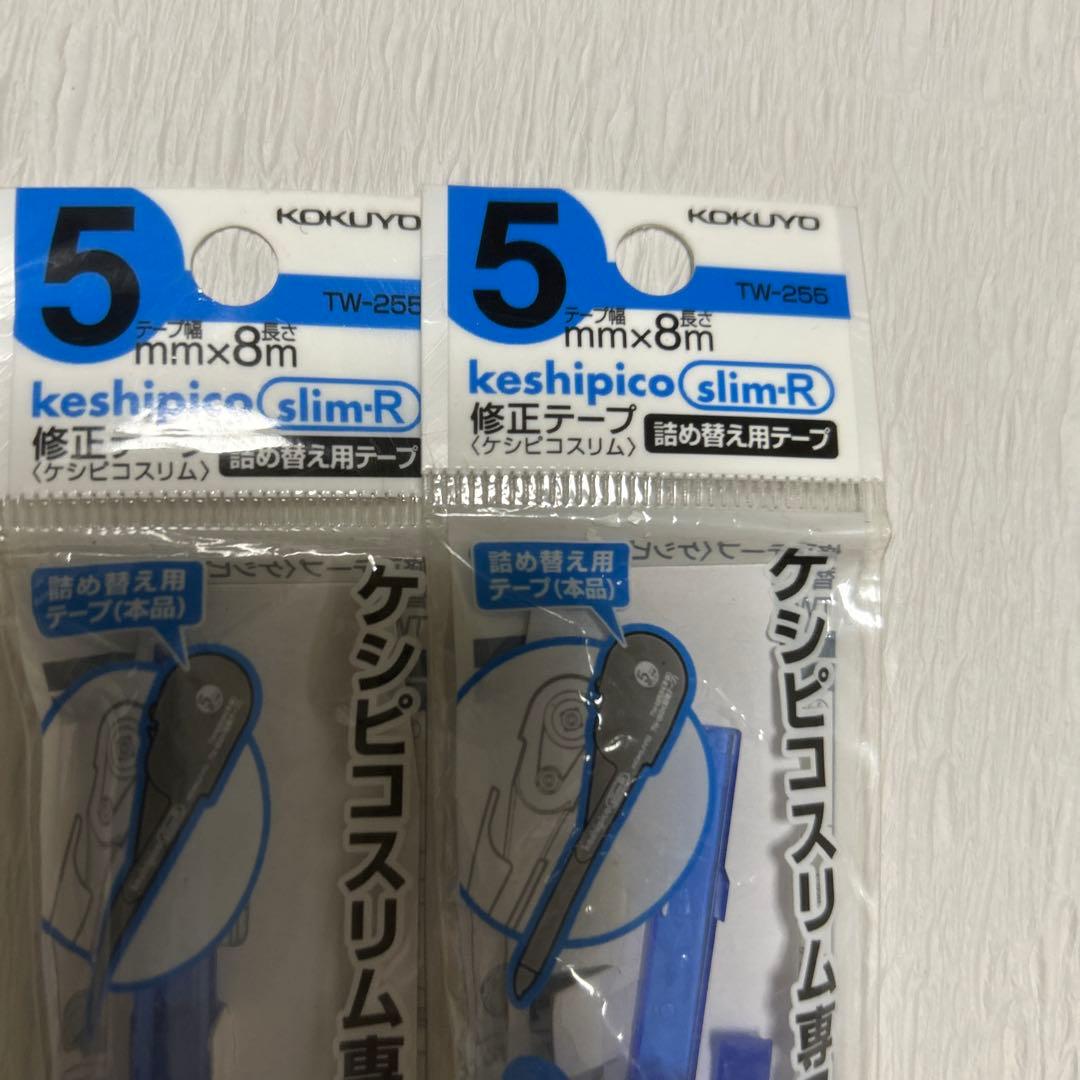 5
KOKUYO
TW-255
テープ幅 長さ
mm×8m
keshipico slim-R
修正テープ
〈ケシピコスリム〉
詰め替え用テープ
詰め替え用
テープ(本品)
ケシピコスリム専
5
KOKUYO
TW-255
テープ幅 長さ
mm×8m
keshipico slim-R
修正テープ
〈ケシピコスリム〉
詰め替え用テープ
詰め替え用
テープ(本品)
ケシピコスリム専